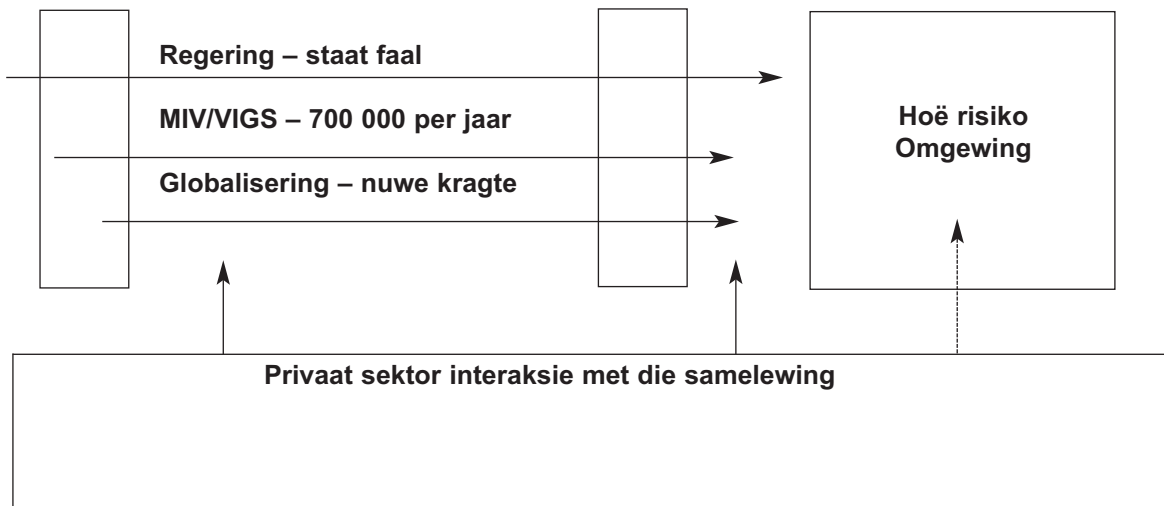 Regering – staat faal
MIV/VIGS – 700 000 per jaar
Globalisering – nuwe kragte
Hoë risiko
Omgewing
Privaat sektor interaksie met die samelewing